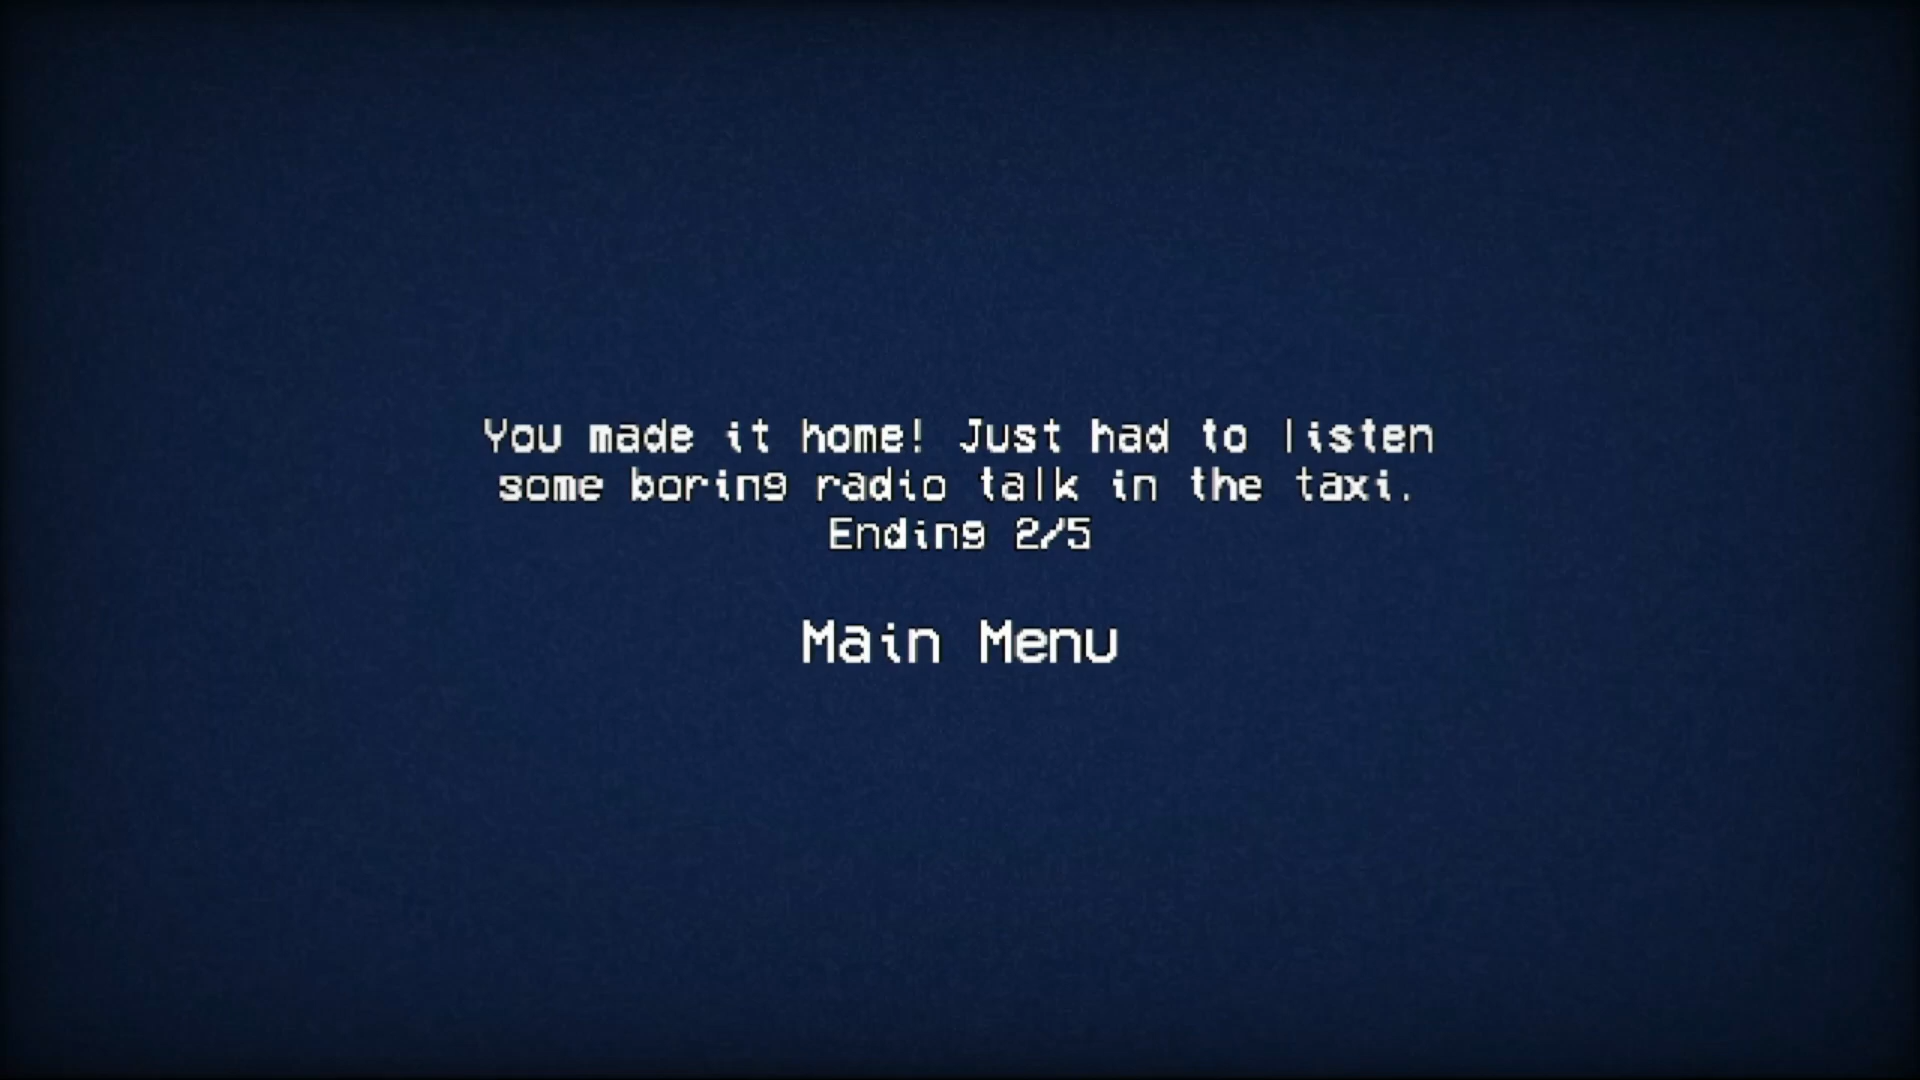 You made it home! Just had to listen
some boring radio talk in the taxi.
Ending 2/5
Main Menu